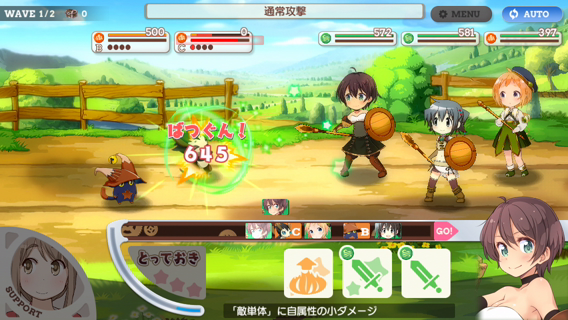 WAVE 1/2 0
通常攻撃
MENU
AUTO
500
B
0
C
572
581
397
ばつぐん!
645
C
B
GO!
とっておき
SUPPORT
「敵単体」に自属性の小ダメージ